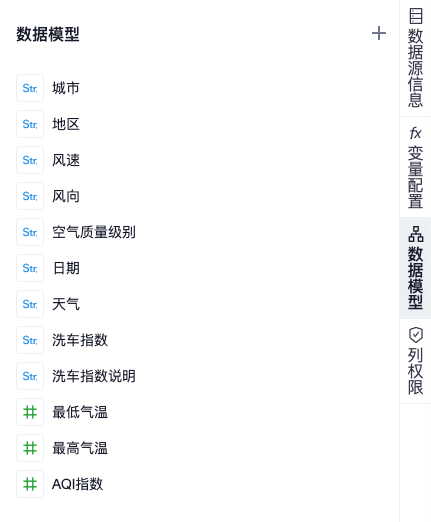 数据模型
Str.
城市
Str.
地区
Str.
风速
Str.
风向
Str.
空气质量级别
Str.
日期
Str.
天气
Str.
洗车指数
Str.
洗车指数说明
最低气温
最高气温
AQI指数
数据源信息
fx
变量配置
数据模型
列权限